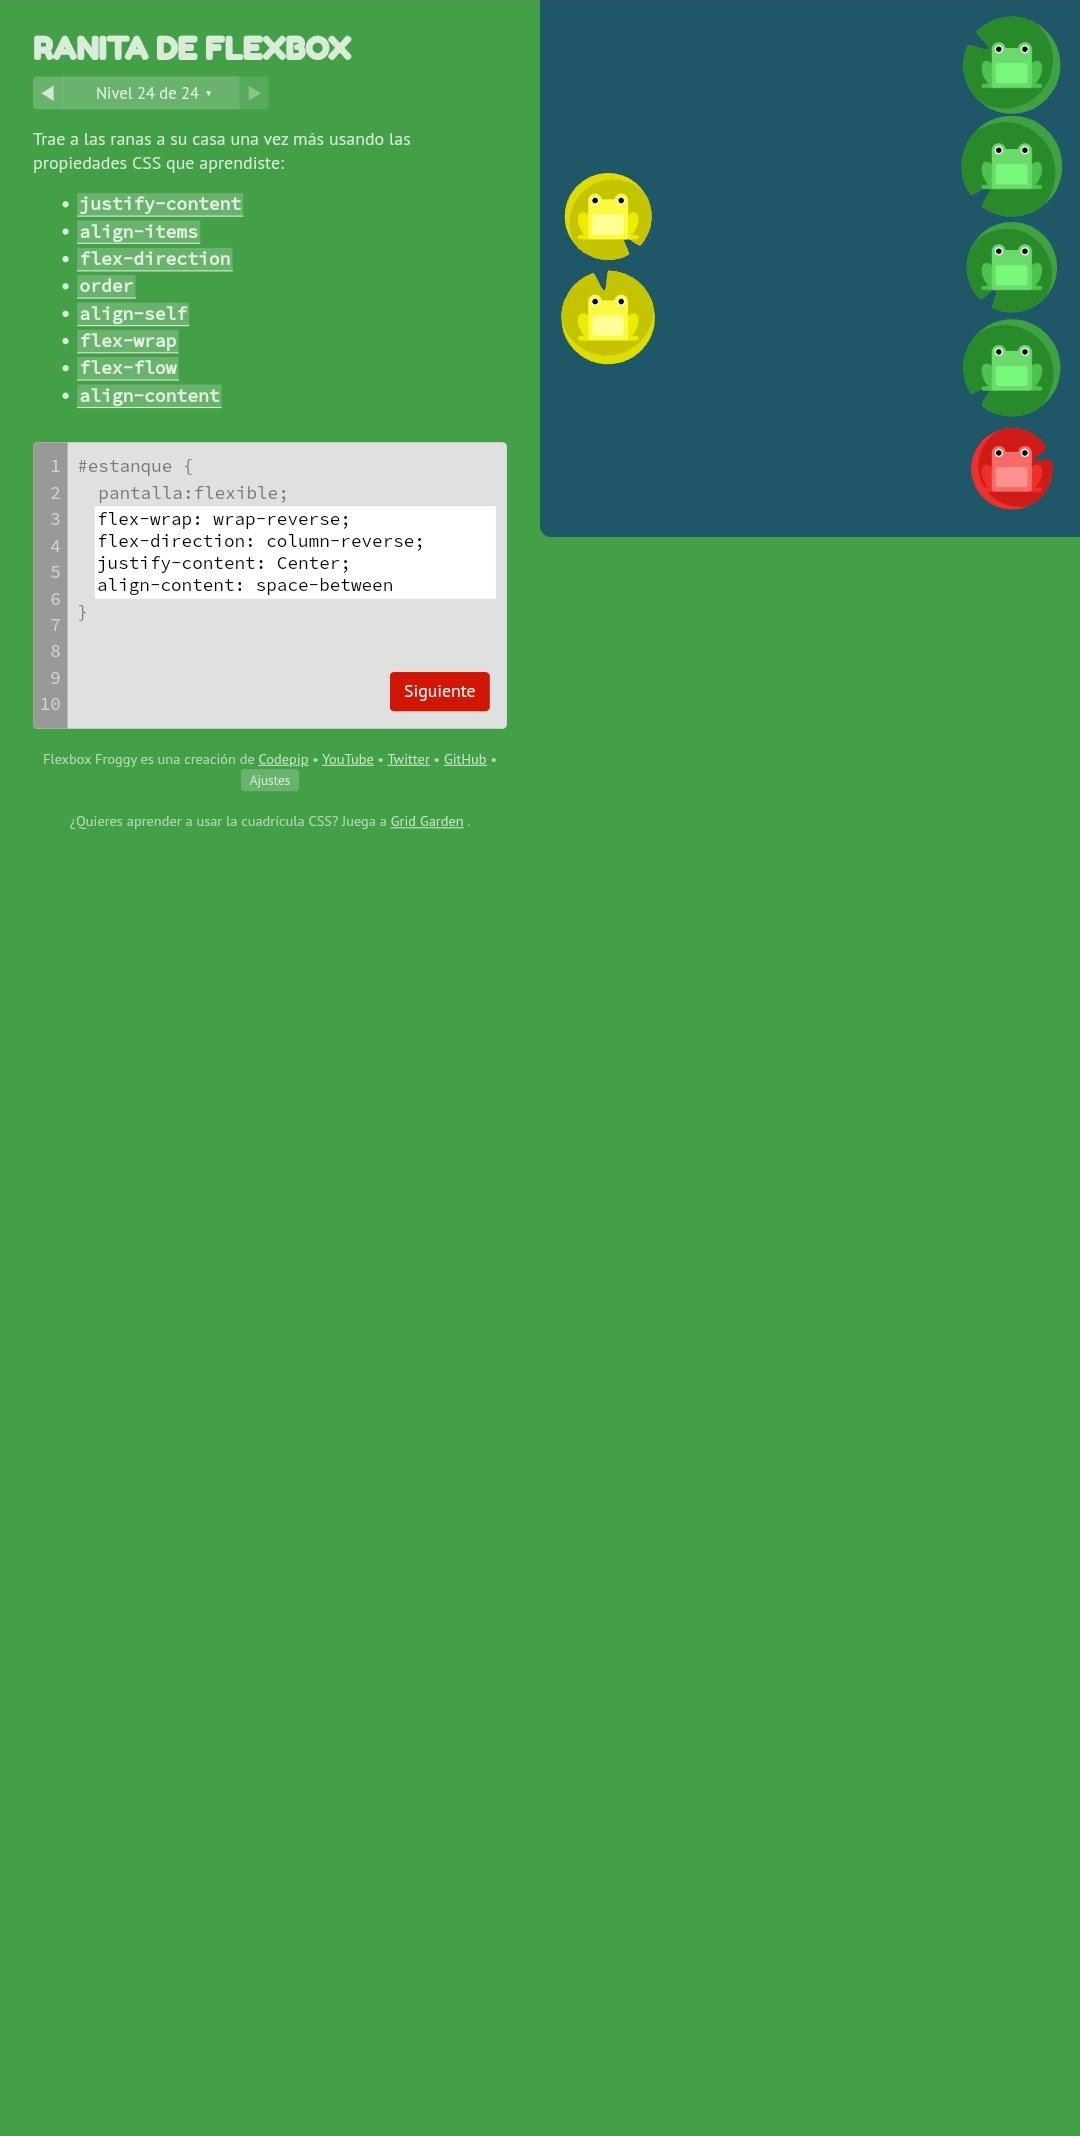 RANITA DE FLEXBOX
◀ Nivel 24 de 24 ▾ ▶
Trae a las ranas a su casa una vez más usando las
propiedades CSS que aprendiste:
• justify-content
• align-items
• flex-direction
• order
• align-self
• flex-wrap
• flex-flow
• align-content
1 #estanque {
2 pantalla:flexible;
3 flex-wrap: wrap-reverse;
4 flex-direction: column-reverse;
5 justify-content: Center;
6 align-content: space-between
7 }
8
9
10
Siguiente
Flexbox Froggy es una creación de Codepip • YouTube • Twitter • GitHub •
Ajustes
¿Quieres aprender a usar la cuadrícula CSS? Juega a Grid Garden .